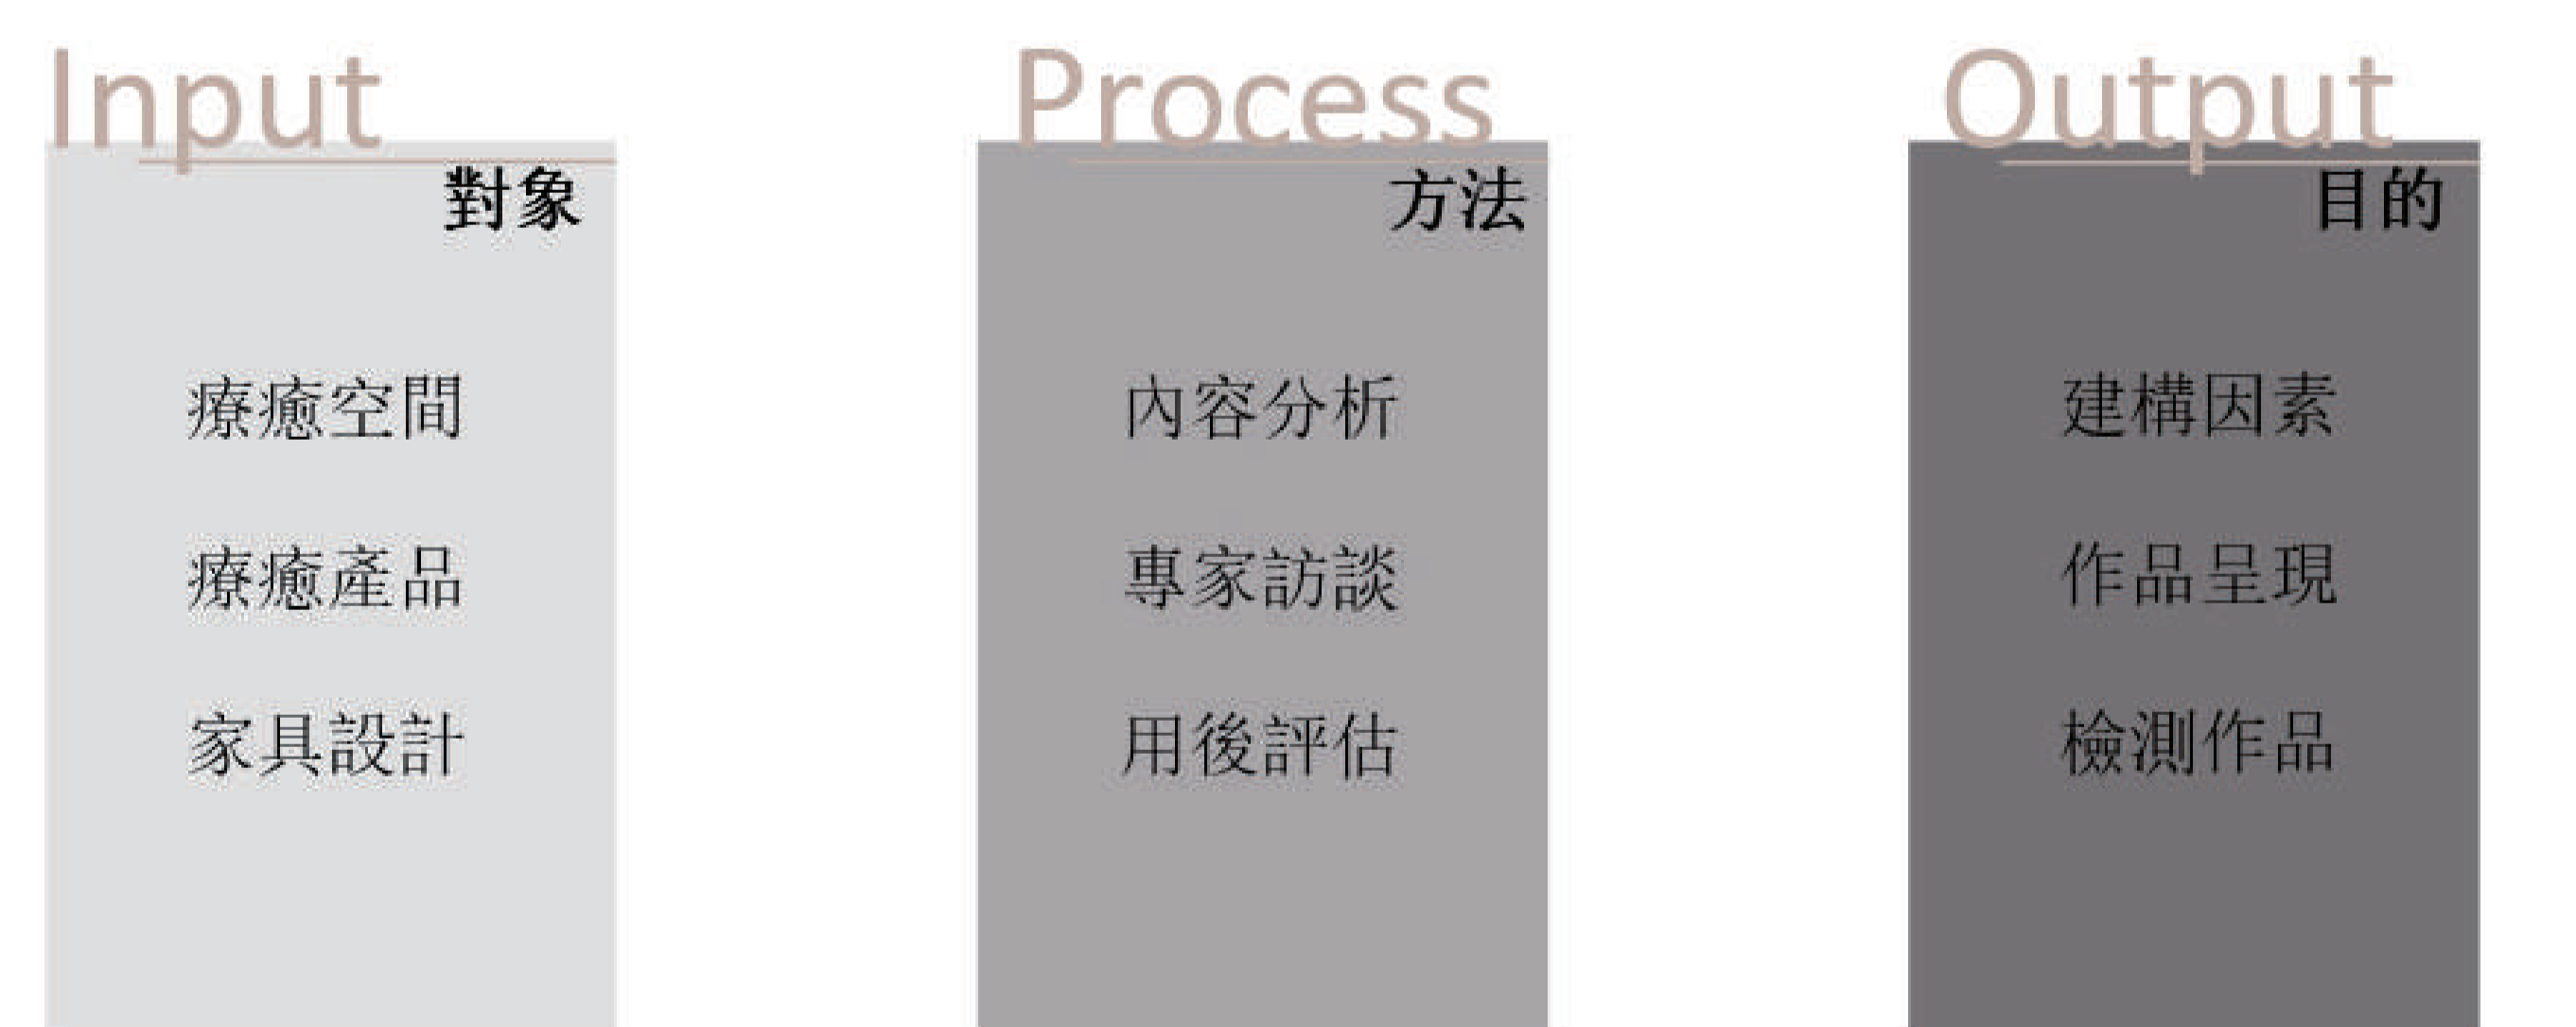 Input
對象
療癒空間
療癒產品
家具設計
Process
方法
內容分析
專家訪談
用後評估
Output
目的
建構因素
作品呈現
檢測作品